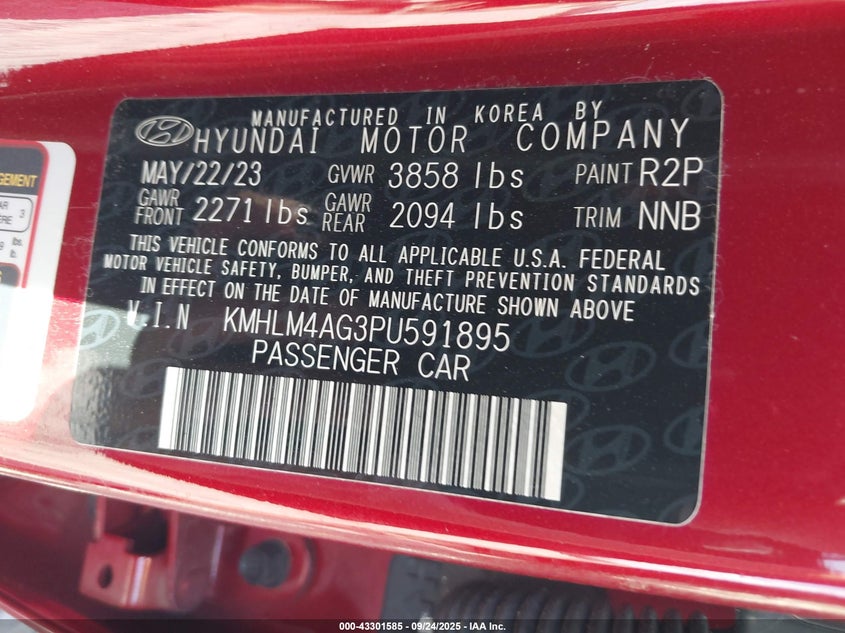 MANUFACTURED IN KOREA BY
HYUNDAI MOTOR COMPANY
MAY/22/23 GVWR 3858 lbs PAINT R2P
GAWR FRONT 2271 lbs GAWR REAR 2094 lbs TRIM NNB
THIS VEHICLE CONFORMS TO ALL APPLICABLE U.S.A. FEDERAL
MOTOR VEHICLE SAFETY, BUMPER, AND THEFT PREVENTION STANDARDS
IN EFFECT ON THE DATE OF MANUFACTURE SHOWN ABOVE
V.I.N KMHLM4AG3PU591895
PASSENGER CAR
3
lbs.
lb.
000-43301585 - 09/24/2025 - IAA Inc.